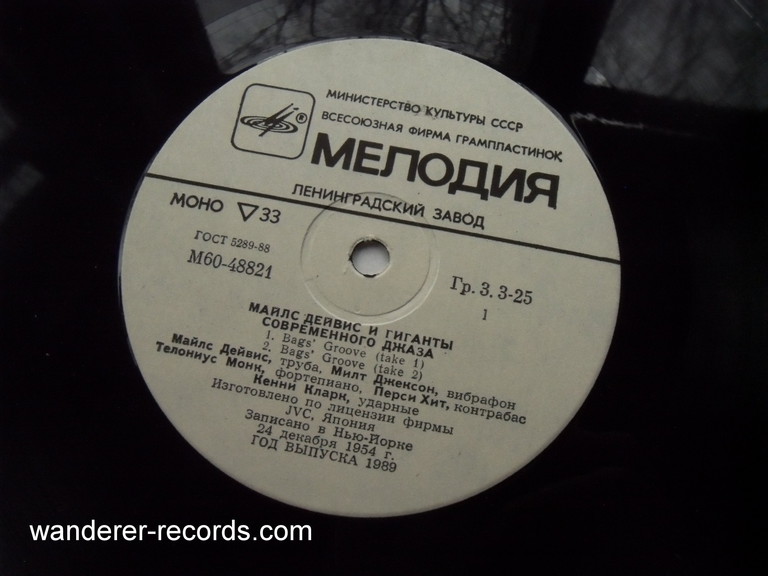 МИНИСТЕРСТВО КУЛЬТУРЫ СССР
ВСЕСОЮЗНАЯ ФИРМА ГРАМПЛАСТИНОК
®
МЕЛОДИЯ
ЛЕНИНГРАДСКИЙ ЗАВОД
МОНО ▽33
ГОСТ 5289-88
М60-48821
Гр. 3. 3-25
1
МАЙЛС ДЕЙВИС И ГИГАНТЫ
СОВРЕМЕННОГО ДЖАЗА
1. Bags' Groove (take 1)
2. Bags' Groove (take 2)
Майлс Дейвис, труба, Милт Джексон, вибрафон
Телониус Монк, фортепиано, Перси Хит, контрабас
Кенни Кларк, ударные
Изготовлено по лицензии фирмы
JVC, Япония
Записано в Нью-Йорке
24 декабря 1954 г.
ГОД ВЫПУСКА 1989
wanderer-records.com